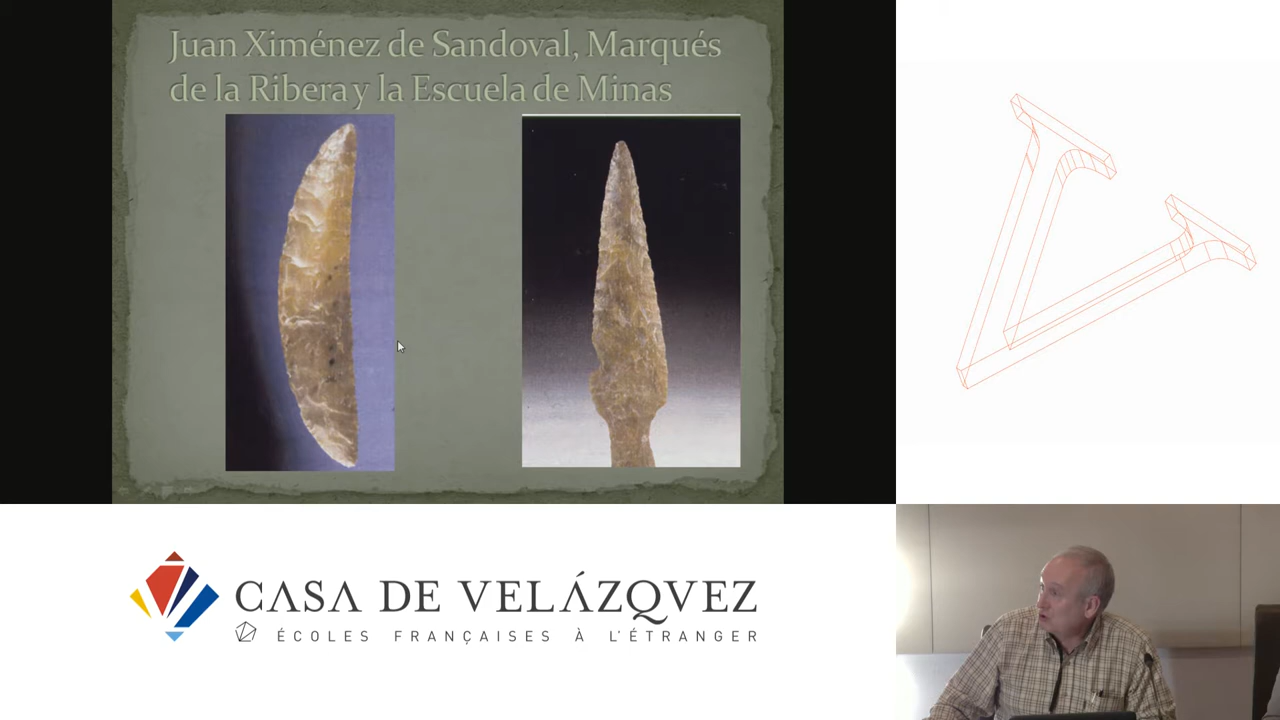 Juan Ximénez de Sandoval, Marqués
de la Ribera y la Escuela de Minas
CASA DE VELÁZQVEZ
ÉCOLES FRANÇAISES À L'ÉTRANGER